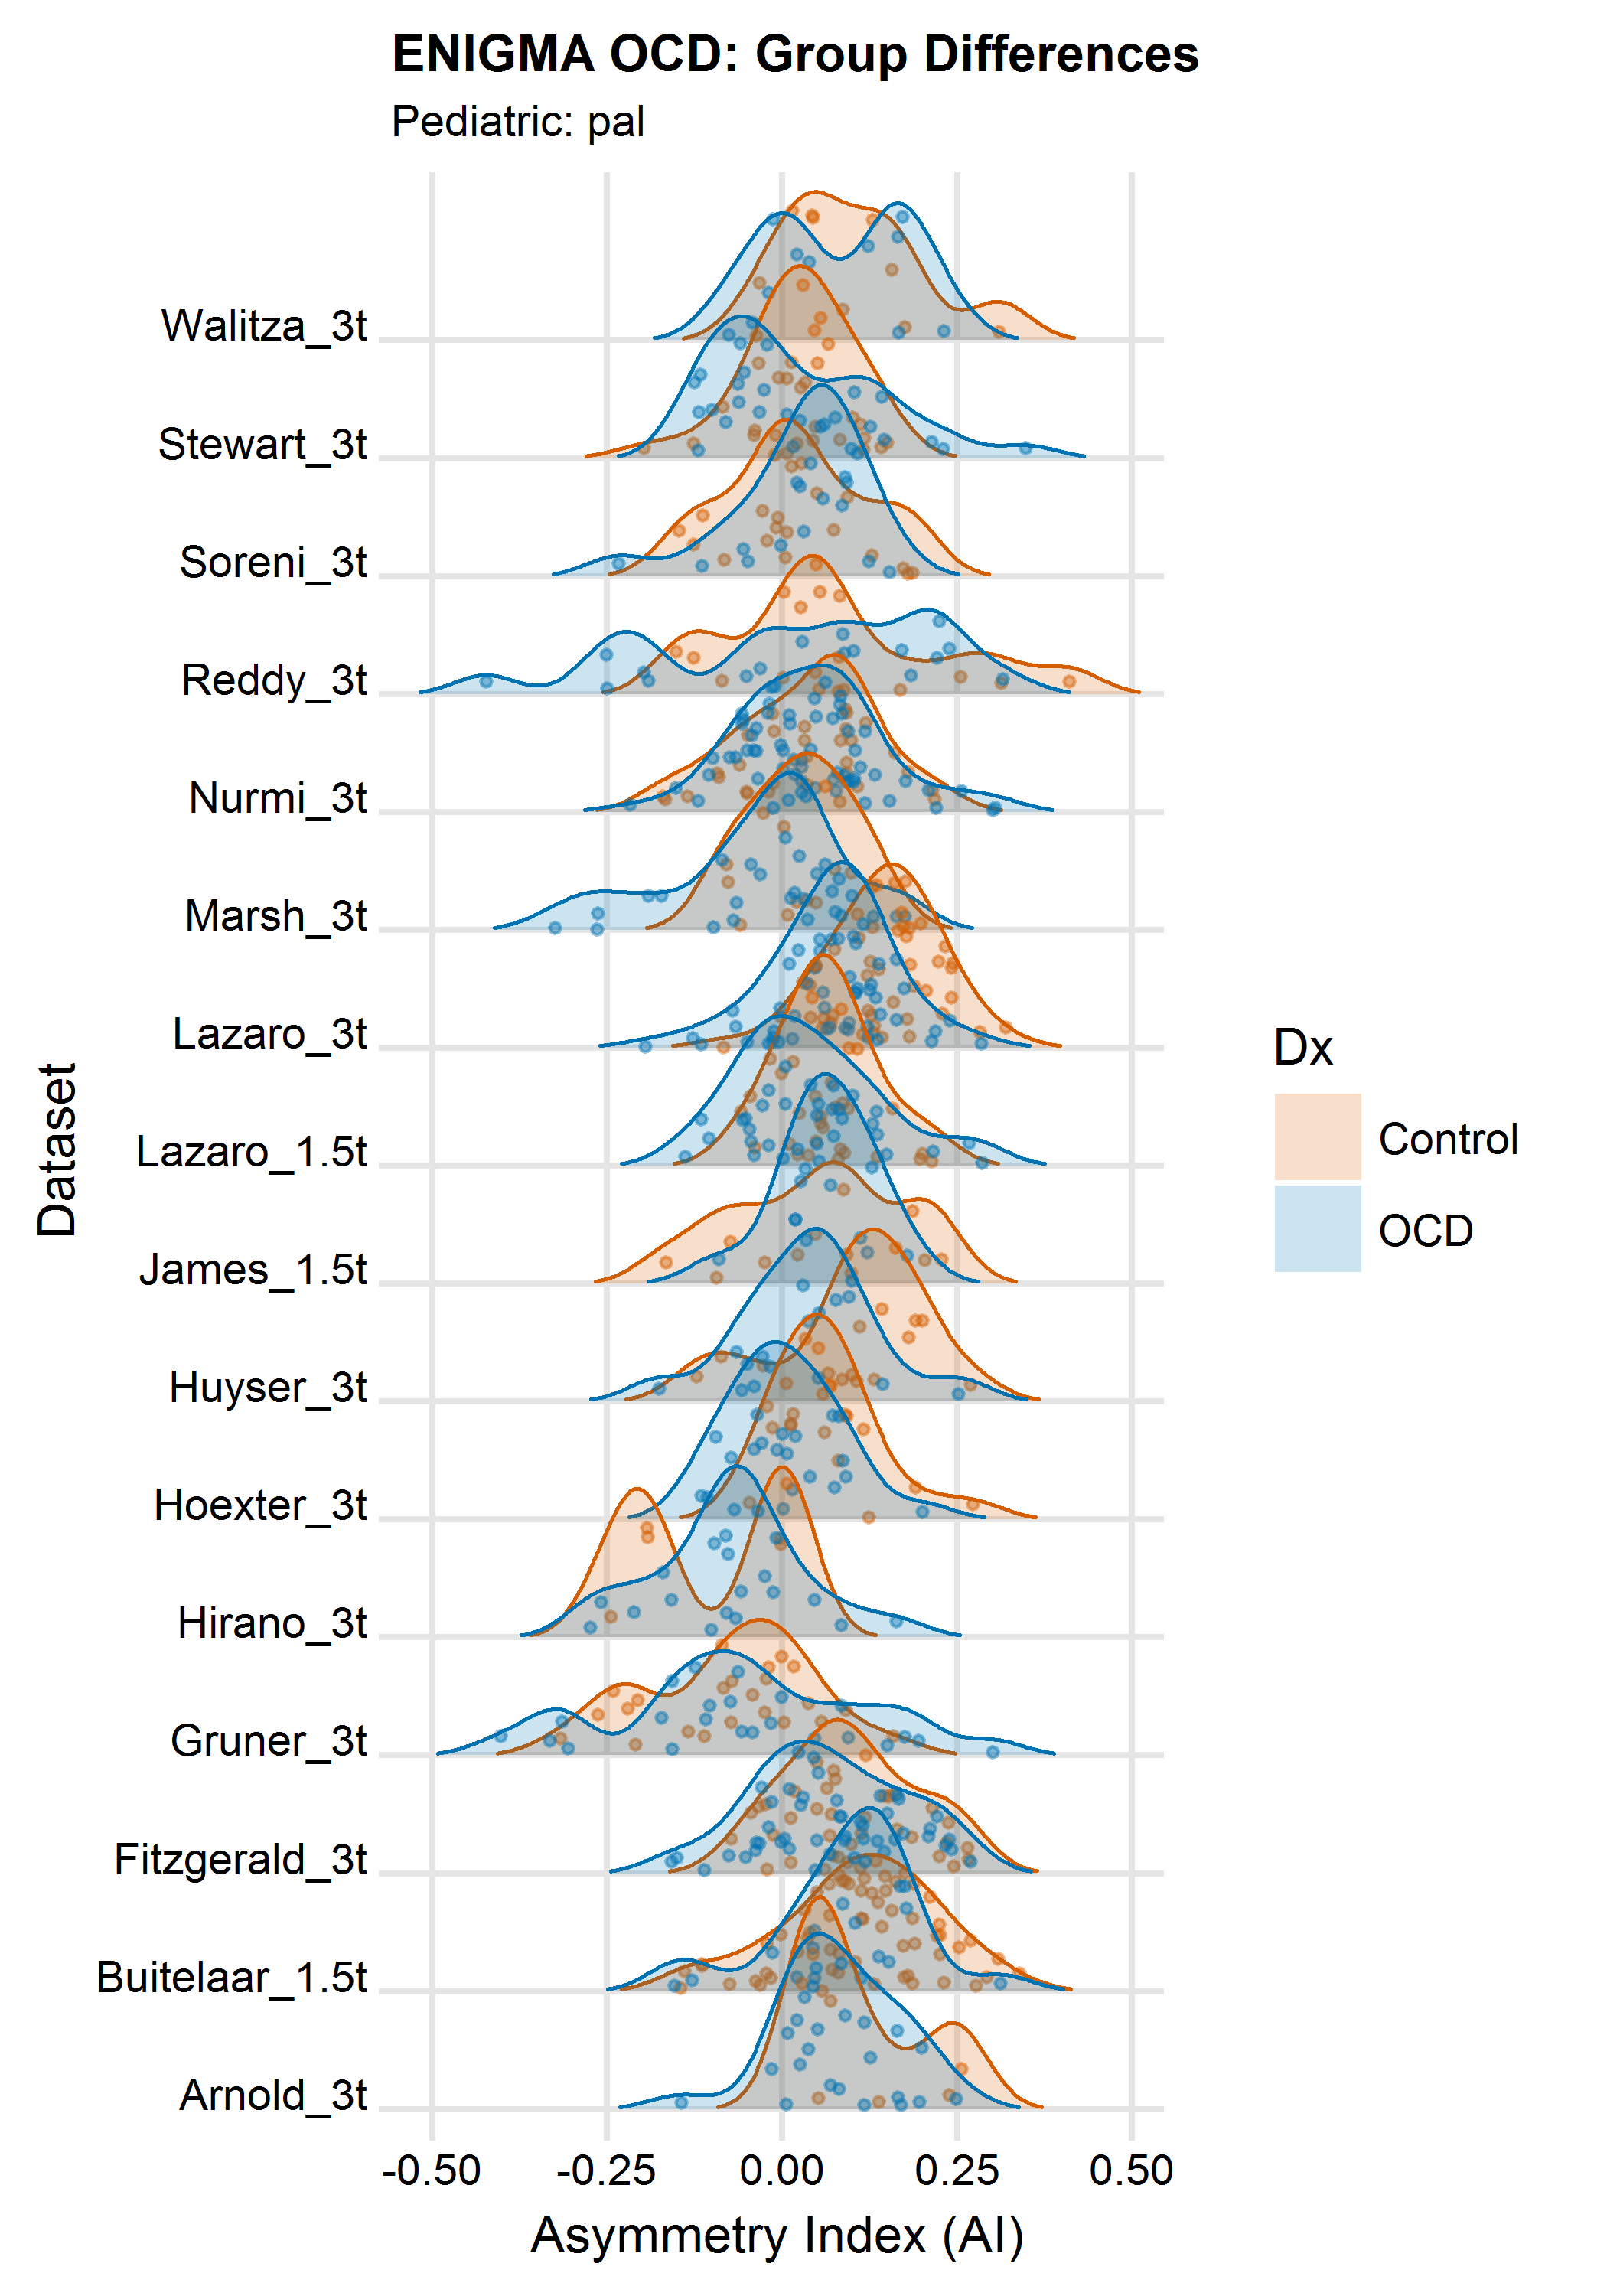 ENIGMA OCD: Group Differences
Pediatric: pal
Walitza_3t
Stewart_3t
Soreni_3t
Reddy_3t
Nurmi_3t
Marsh_3t
Lazaro_3t
Lazaro_1.5t
James_1.5t
Huyser_3t
Hoexter_3t
Hirano_3t
Gruner_3t
Fitzgerald_3t
Buitelaar_1.5t
Arnold_3t
Dataset
-0.50 -0.25 0.00 0.25 0.50
Asymmetry Index (AI)
Dx
Control
OCD